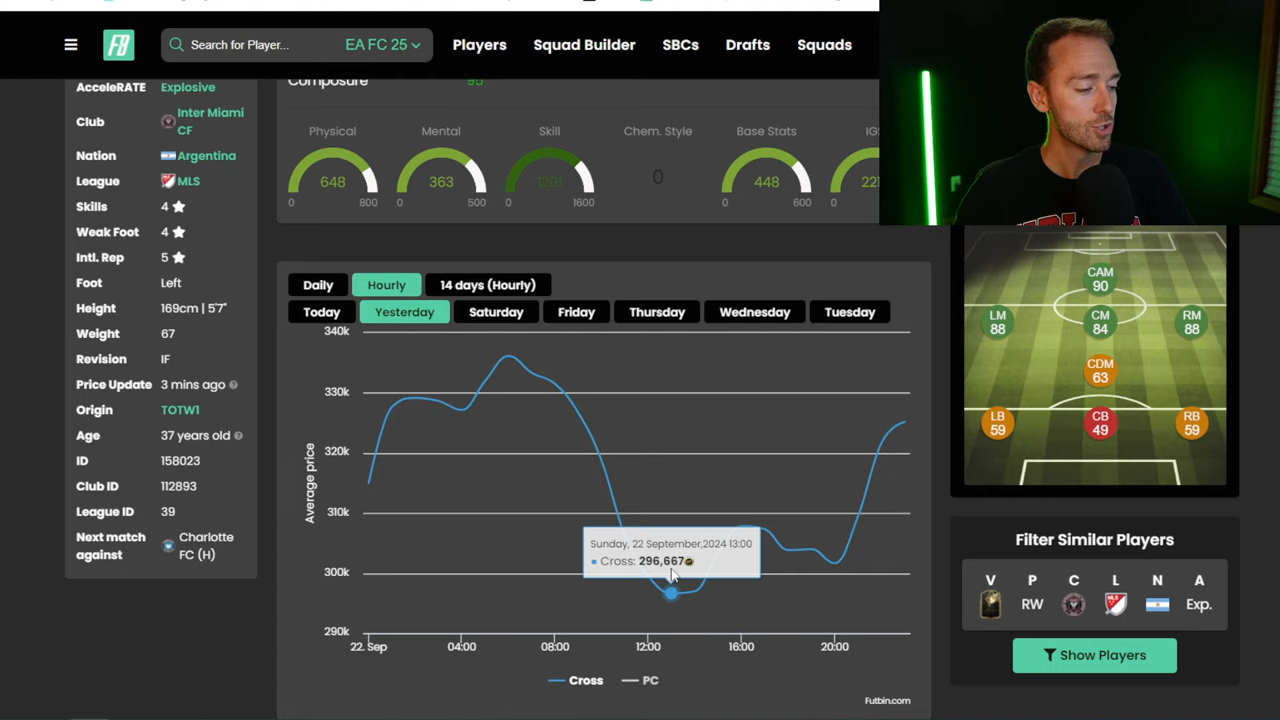 FB
Search for Player...
EA FC 25
Players
Squad Builder
SBCs
Drafts
Squads
AcceleRATE Explosive
Club Inter Miami
CF
Nation Argentina
League MLS
Skills 4
Weak Foot 4
Intl. Rep 5
Foot Left
Height 169cm | 5'7"
Weight 67
Revision IF
Price Update 3 mins ago
Origin TOTW1
Age 37 years old
ID 158023
Club ID 112893
League ID 39
Next match against Charlotte FC (H)
Composure 95
Physical
648
0 800
Mental
363
0 500
Skill
1201
0 1600
Chem. Style
0
Base Stats
448
0 600
Daily
Hourly
14 days (Hourly)
Today
Yesterday
Saturday
Friday
Thursday
Wednesday
Tuesday
Average price
340k
330k
320k
310k
300k
290k
Sunday, 22 September,2024 13:00
Cross: 296,667
22. Sep
04:00
08:00
12:00
16:00
20:00
Cross
PC
Futbin.com
CAM
90
LM
88
CM
84
RM
88
CDM
63
LB
59
CB
49
RB
59
Filter Similar Players
V P C L N A
RW
Exp.
Show Players